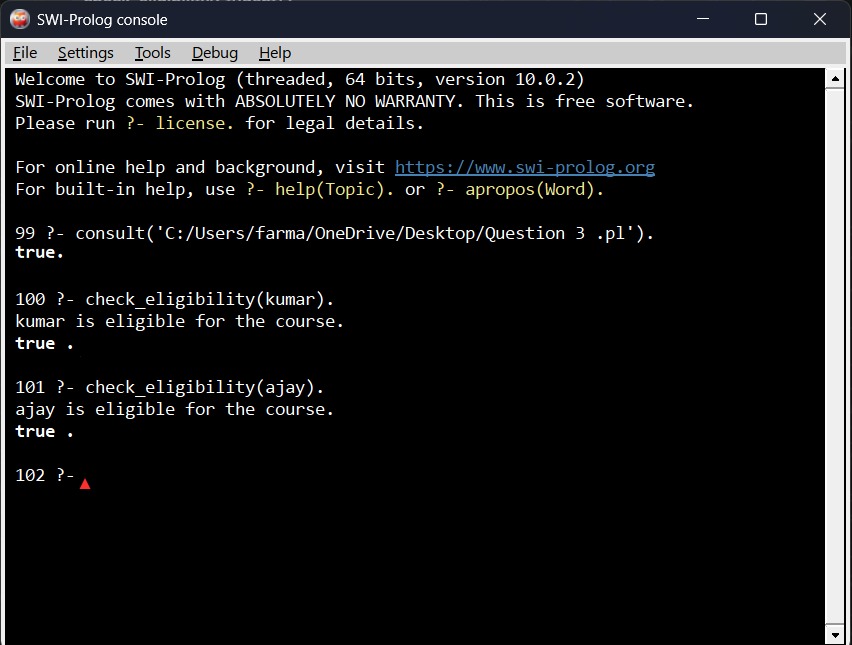 SWI-Prolog console
File Settings Tools Debug Help
Welcome to SWI-Prolog (threaded, 64 bits, version 10.0.2)
SWI-Prolog comes with ABSOLUTELY NO WARRANTY. This is free software.
Please run ?- license. for legal details.
For online help and background, visit https://www.swi-prolog.org
For built-in help, use ?- help(Topic). or ?- apropos(Word).
99 ?- consult('C:/Users/farma/OneDrive/Desktop/Question 3 .pl').
true.
100 ?- check_eligibility(kumar).
kumar is eligible for the course.
true .
101 ?- check_eligibility(ajay).
ajay is eligible for the course.
true .
102 ?-